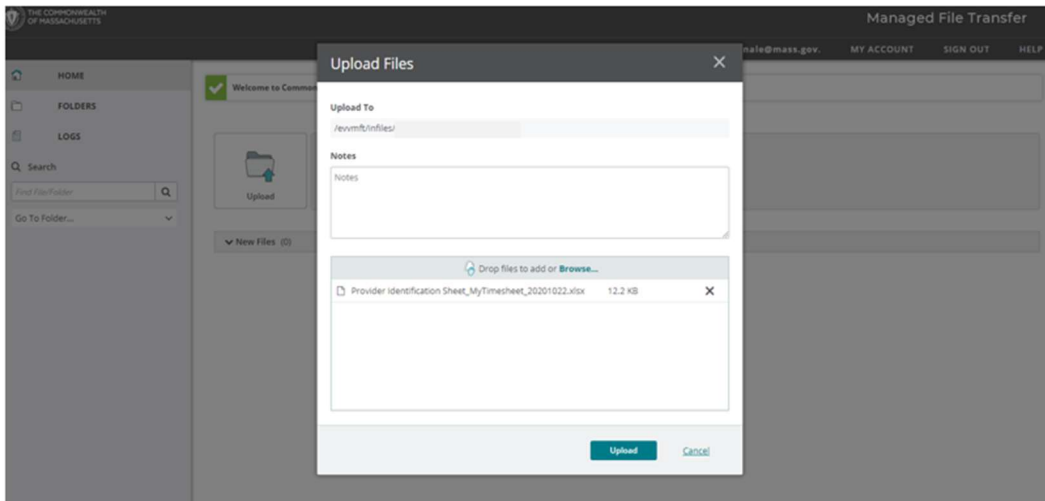 THE COMMONWEALTH
OF MASSACHUSETTS
Managed File Transfer
nale@mass.gov. MY ACCOUNT SIGN OUT HELP
HOME
FOLDERS
LOGS
Search
Find File/Folder
Go To Folder...
Welcome to Common
Upload
New Files (0)
Upload Files
Upload To
/evvmft/infiles/
Notes
Notes
Drop files to add or Browse...
Provider Identification Sheet_MyTimesheet_20201022.xlsx 12.2 KB
Upload Cancel